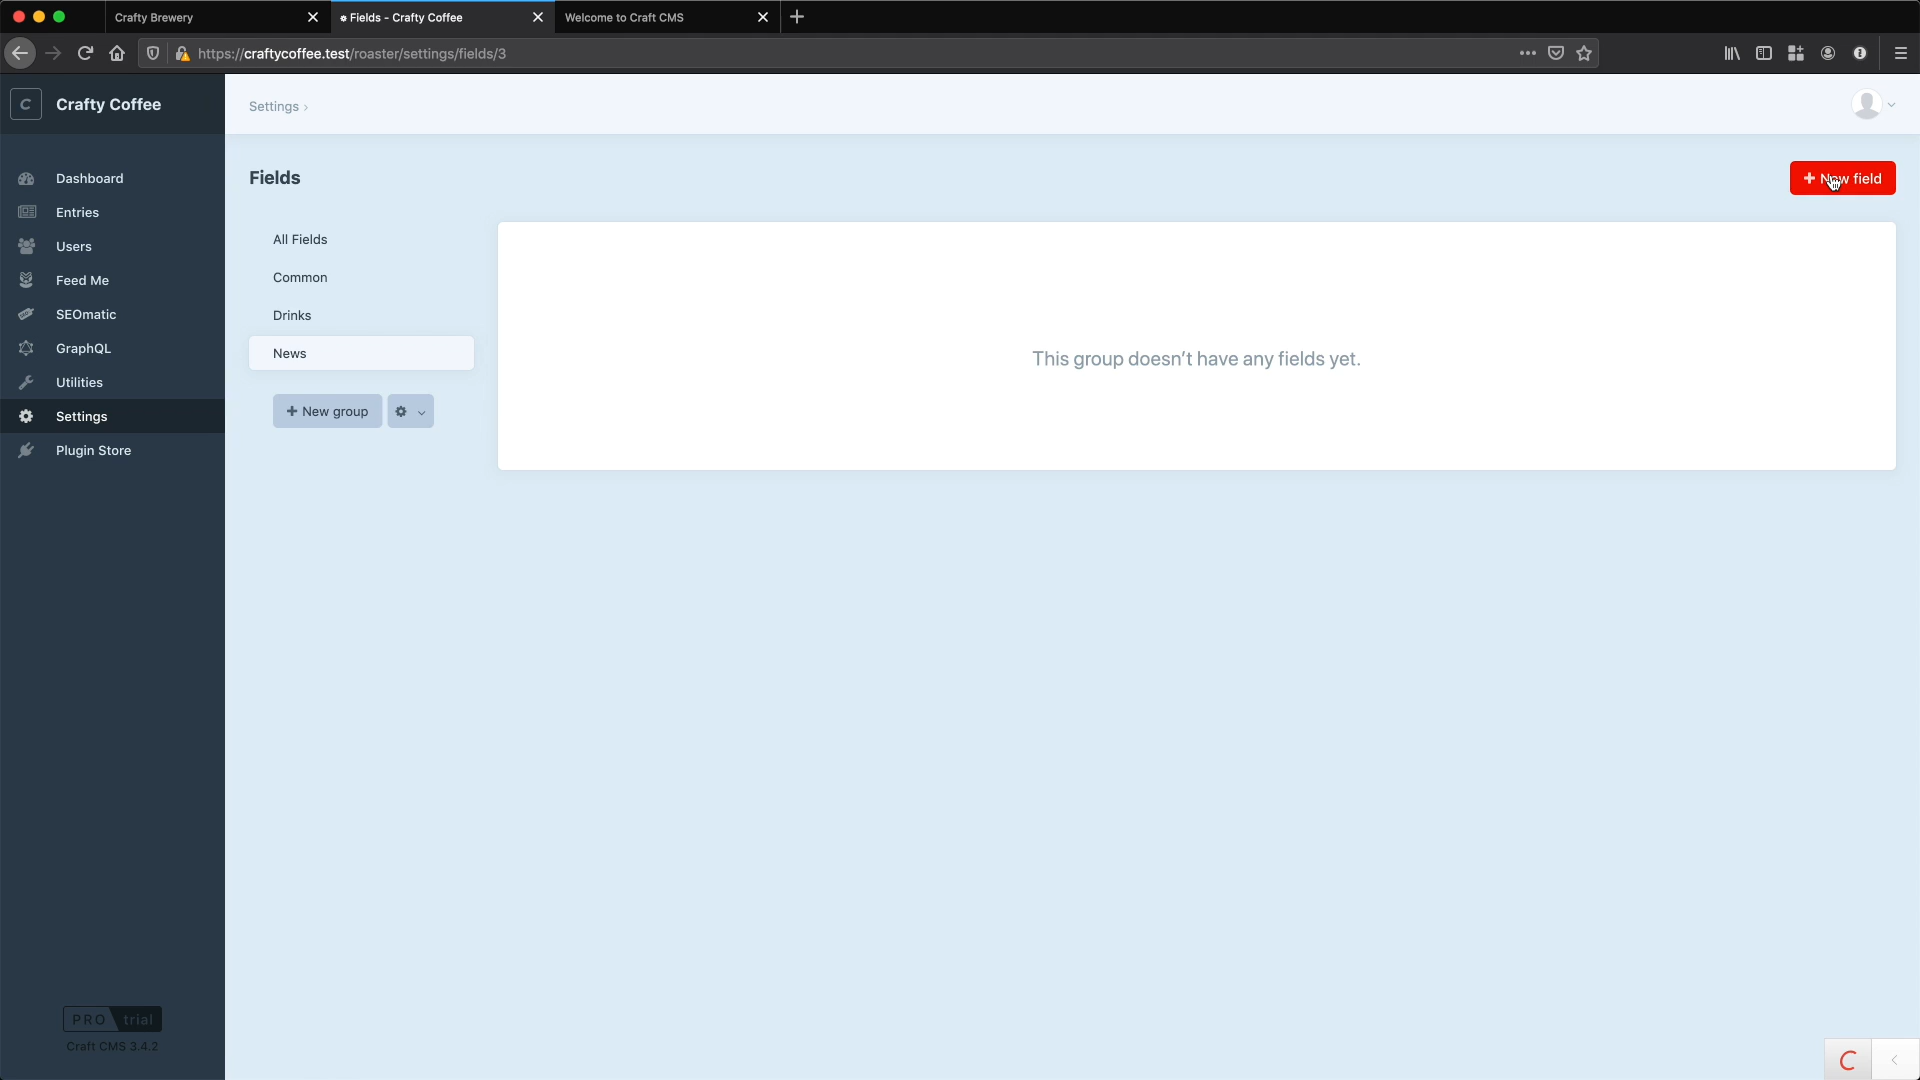 Crafty Brewery
Fields - Crafty Coffee
Welcome to Craft CMS
https://craftycoffee.test/roaster/settings/fields/3
C
Crafty Coffee
Settings ›
Dashboard
Entries
Users
Feed Me
SEOmatic
GraphQL
Utilities
Settings
Plugin Store
Fields
+ New field
All Fields
Common
Drinks
News
+ New group
This group doesn't have any fields yet.
PRO trial
Craft CMS 3.4.2